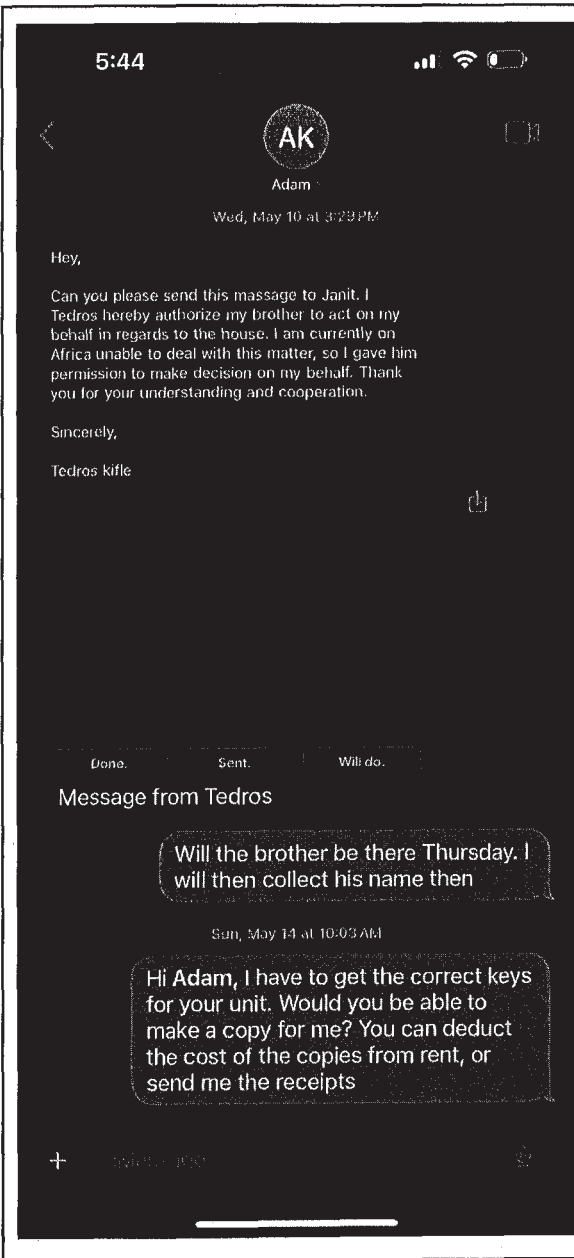 5:44
AK
Adam
Wed, May 10 at 3:29 PM
Hey,
Can you please send this massage to Janit. I
Tedros hereby authorize my brother to act on my
behalf in regards to the house. I am currently on
Africa unable to deal with this matter, so I gave him
permission to make decision on my behalf. Thank
you for your understanding and cooperation.
Sincerely,
Tedros kifle
Done. Sent. Will do.
Message from Tedros
Will the brother be there Thursday. I
will then collect his name then
Sun, May 14 at 10:03 AM
Hi Adam, I have to get the correct keys
for your unit. Would you be able to
make a copy for me? You can deduct
the cost of the copies from rent, or
send me the receipts